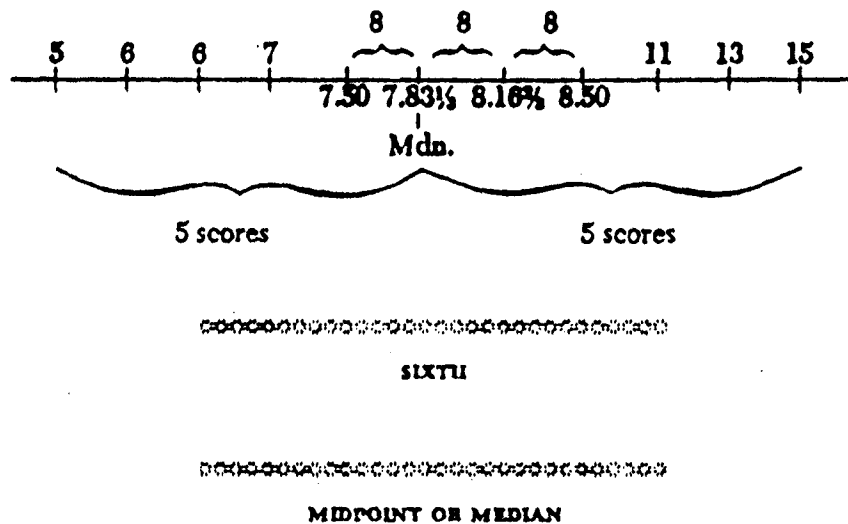 8 8 8
5 6 6 7 11 13 15
7.50 7.83⅓ 8.16⅔ 8.50
Mdn.
5 scores 5 scores
SIXTH
MIDPOINT OR MEDIAN